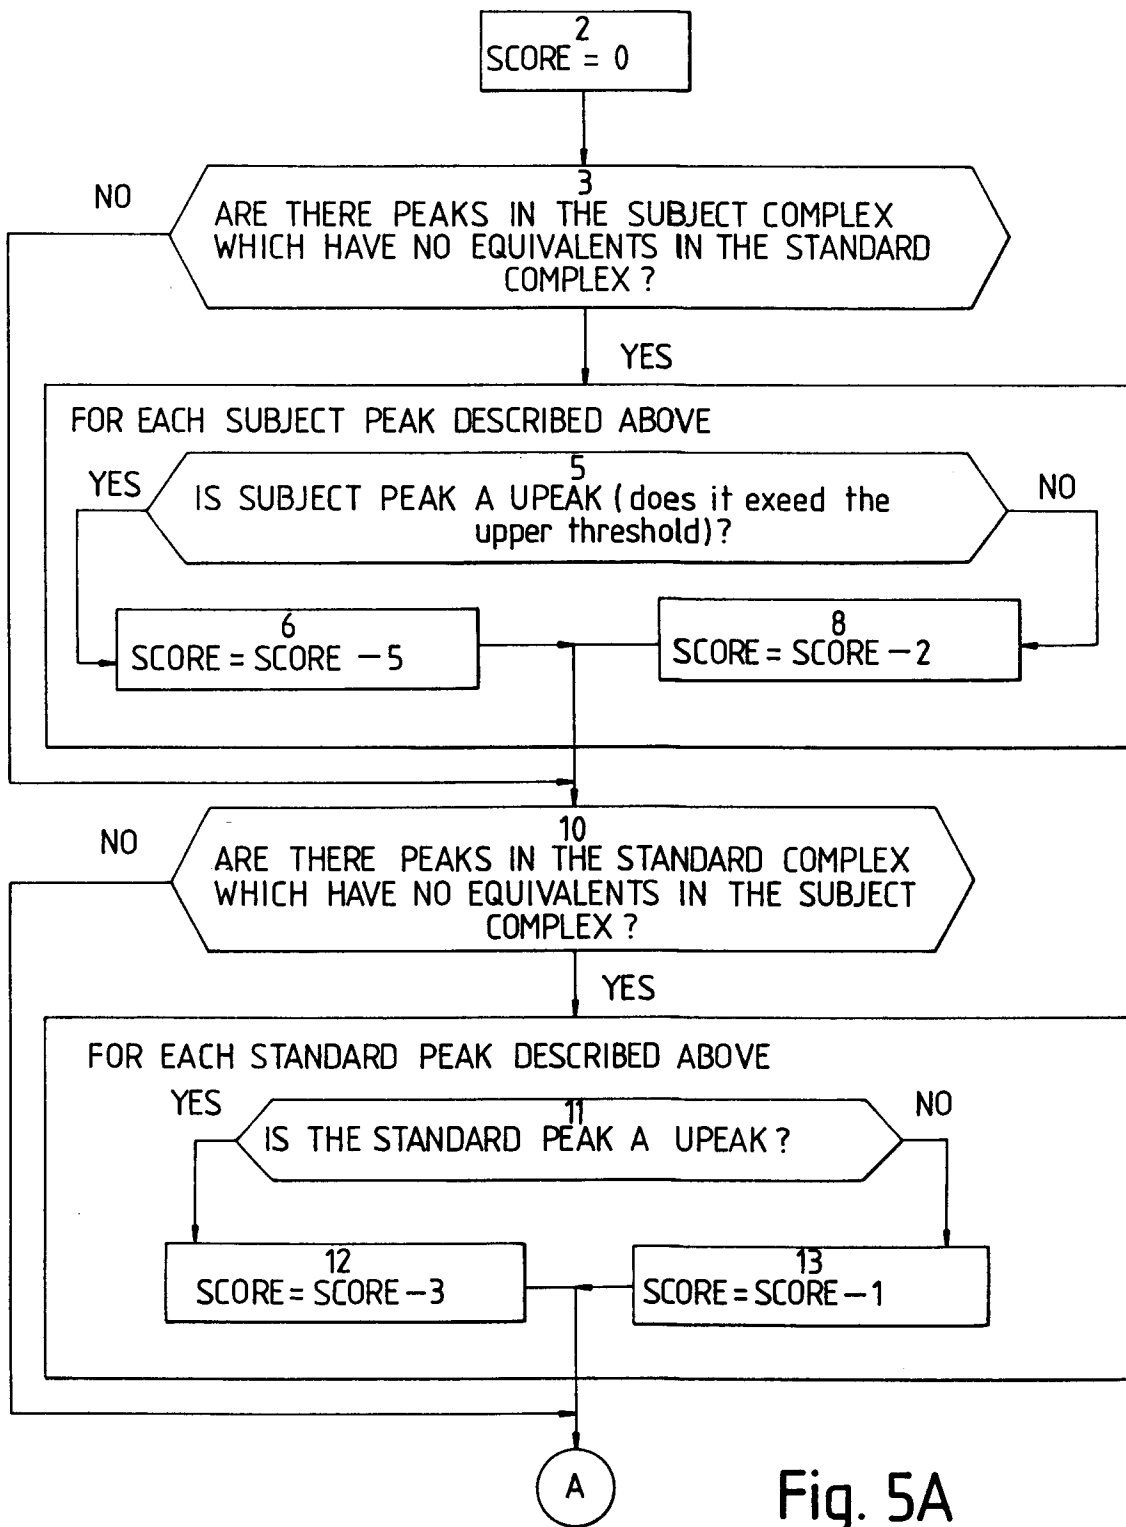 2
SCORE = 0
NO
3
ARE THERE PEAKS IN THE SUBJECT COMPLEX
WHICH HAVE NO EQUIVALENTS IN THE STANDARD
COMPLEX ?
YES
FOR EACH SUBJECT PEAK DESCRIBED ABOVE
YES
5
IS SUBJECT PEAK A UPEAK (does it exeed the
upper threshold)?
NO
6
SCORE = SCORE - 5
8
SCORE = SCORE - 2
NO
10
ARE THERE PEAKS IN THE STANDARD COMPLEX
WHICH HAVE NO EQUIVALENTS IN THE SUBJECT
COMPLEX ?
YES
FOR EACH STANDARD PEAK DESCRIBED ABOVE
YES
11
IS THE STANDARD PEAK A UPEAK ?
NO
12
SCORE = SCORE - 3
13
SCORE = SCORE - 1
A
Fig. 5A